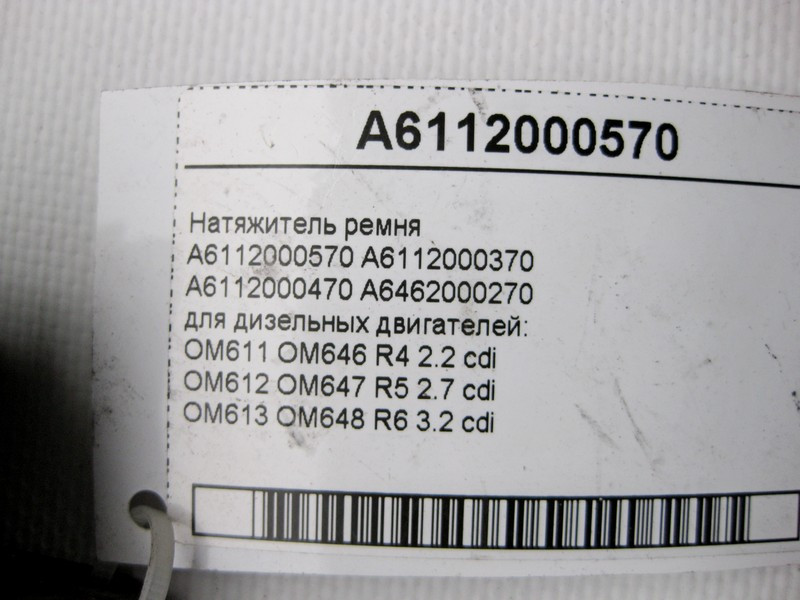 A6112000570
Натяжитель ремня
A6112000570 A6112000370
A6112000470 A6462000270
для дизельных двигателей:
OM611 OM646 R4 2.2 cdi
OM612 OM647 R5 2.7 cdi
OM613 OM648 R6 3.2 cdi